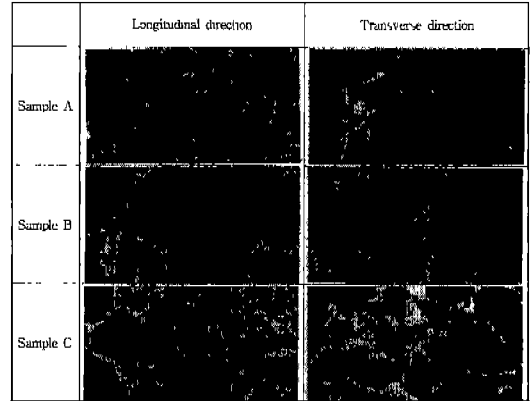 Longitudinal direction
Transverse direction
Sample A
Sample B
Sample C